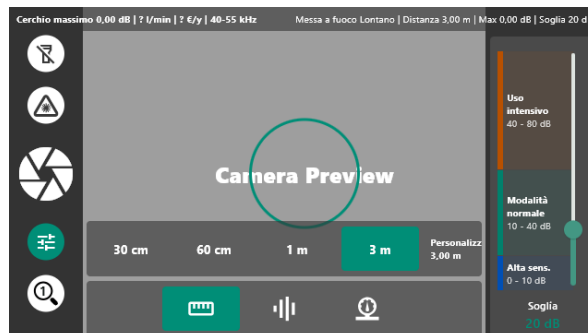 Cerchio massimo 0,00 dB | ? l/min | ? €/y | 40-55 kHz
Messa a fuoco Lontano | Distanza 3,00 m | Max 0,00 dB | Soglia 20 d
Uso
intensivo
40 - 80 dB
Camera Preview
Modalità
normale
10 - 40 dB
30 cm
60 cm
1 m
3 m
Personalizz
3,00 m
Alta sens.
0 - 10 dB
1
Soglia
20 dB